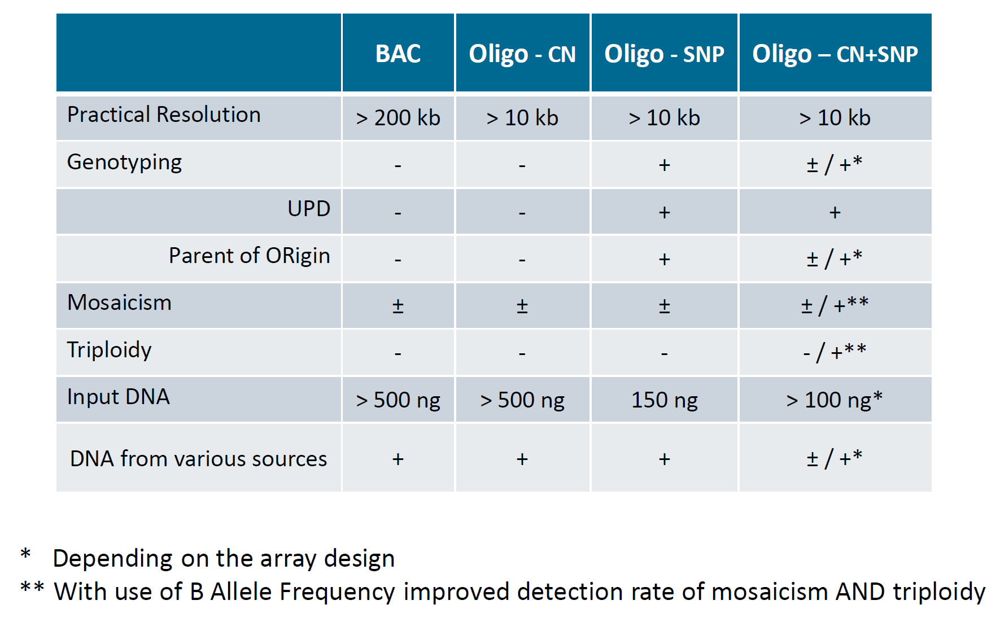 BAC Oligo - CN Oligo - SNP Oligo – CN+SNP
Practical Resolution > 200 kb > 10 kb > 10 kb > 10 kb
Genotyping - - + ± / +*
UPD - - + +
Parent of ORigin - - + ± / +*
Mosaicism ± ± ± ± / +**
Triploidy - - - - / +**
Input DNA > 500 ng > 500 ng 150 ng > 100 ng*
DNA from various sources + + + ± / +*
* Depending on the array design
** With use of B Allele Frequency improved detection rate of mosaicism AND triploidy